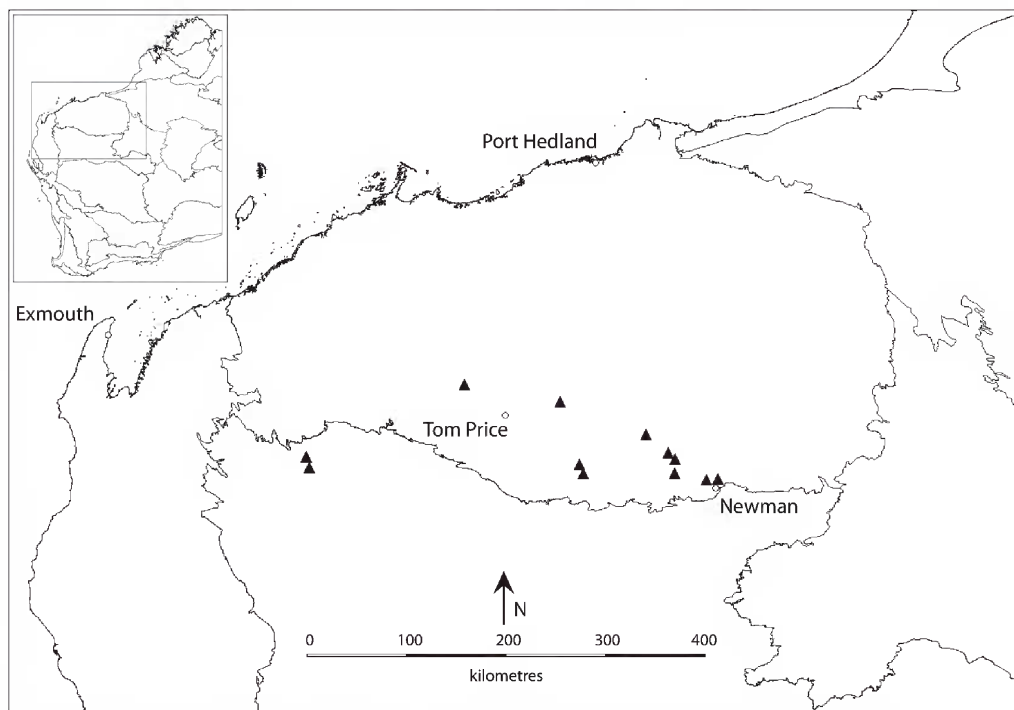 Port Hedland
Exmouth
Tom Price
Newman
N
0 100 200 300 400
kilometres